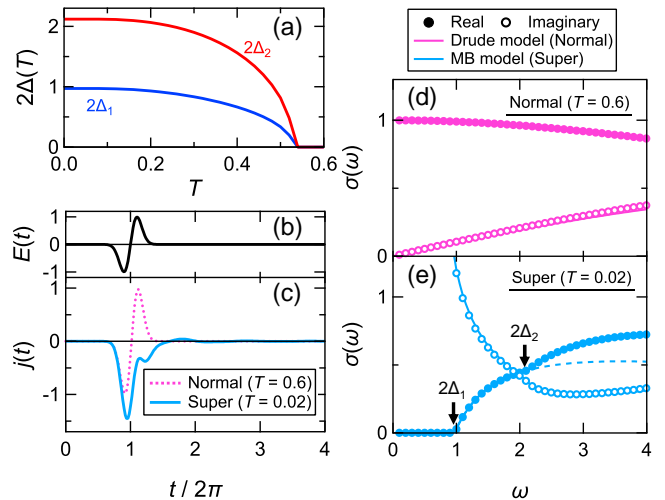 (a)
2Δ(T)
2
1
0
2Δ₂
2Δ₁
0.0 0.2 0.4 0.6
T
(b)
E(t)
1
0
-1
(c)
j(t)
0
-1
Normal (T = 0.6)
Super (T = 0.02)
0 1 2 3 4
t / 2π
Real Imaginary
Drude model (Normal)
MB model (Super)
(d)
Normal (T = 0.6)
σ(ω)
1
0
(e)
Super (T = 0.02)
σ(ω)
1
0
2Δ₂
2Δ₁
0 1 2 3 4
ω